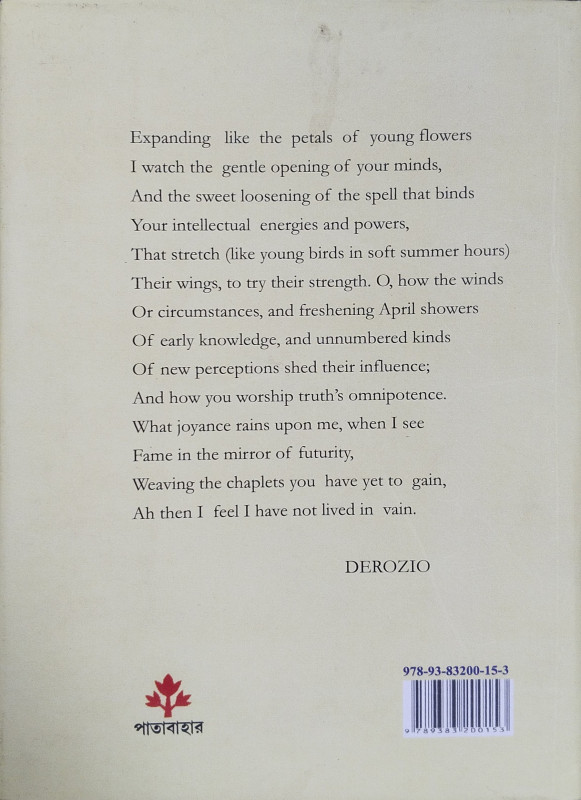 Expanding like the petals of young flowers
I watch the gentle opening of your minds,
And the sweet loosening of the spell that binds
Your intellectual energies and powers,
That stretch (like young birds in soft summer hours)
Their wings, to try their strength. O, how the winds
Or circumstances, and freshening April showers
Of early knowledge, and unnumbered kinds
Of new perceptions shed their influence;
And how you worship truth's omnipotence.
What joyance rains upon me, when I see
Fame in the mirror of futurity,
Weaving the chaplets you have yet to gain,
Ah then I feel I have not lived in vain.
DEROZIO
978-93-83200-15-3
পাতাবাহার
9 789383 200153